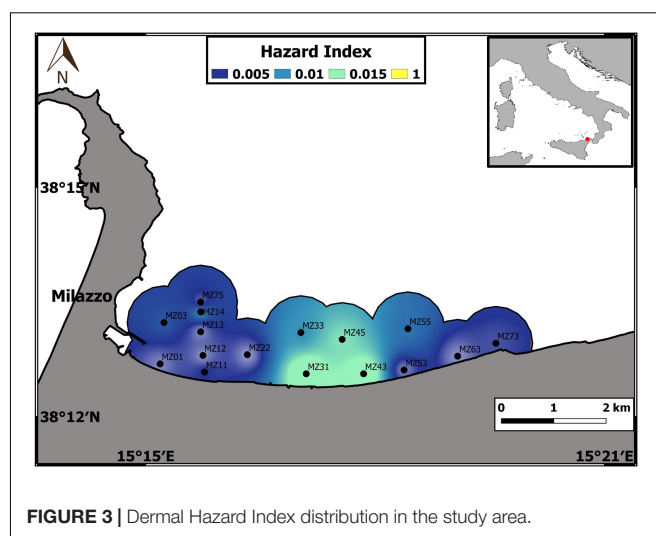 Hazard Index
0.005 0.01 0.015 1
N
38°15'N
Milazzo
MZ75
MZ14
MZ03
MZ13
MZ33
MZ45
MZ55
MZ73
MZ12
MZ22
MZ63
MZ01
MZ11
MZ31
MZ43
MZ53
0 1 2 km
38°12'N
15°15'E
15°21'E
FIGURE 3 | Dermal Hazard Index distribution in the study area.